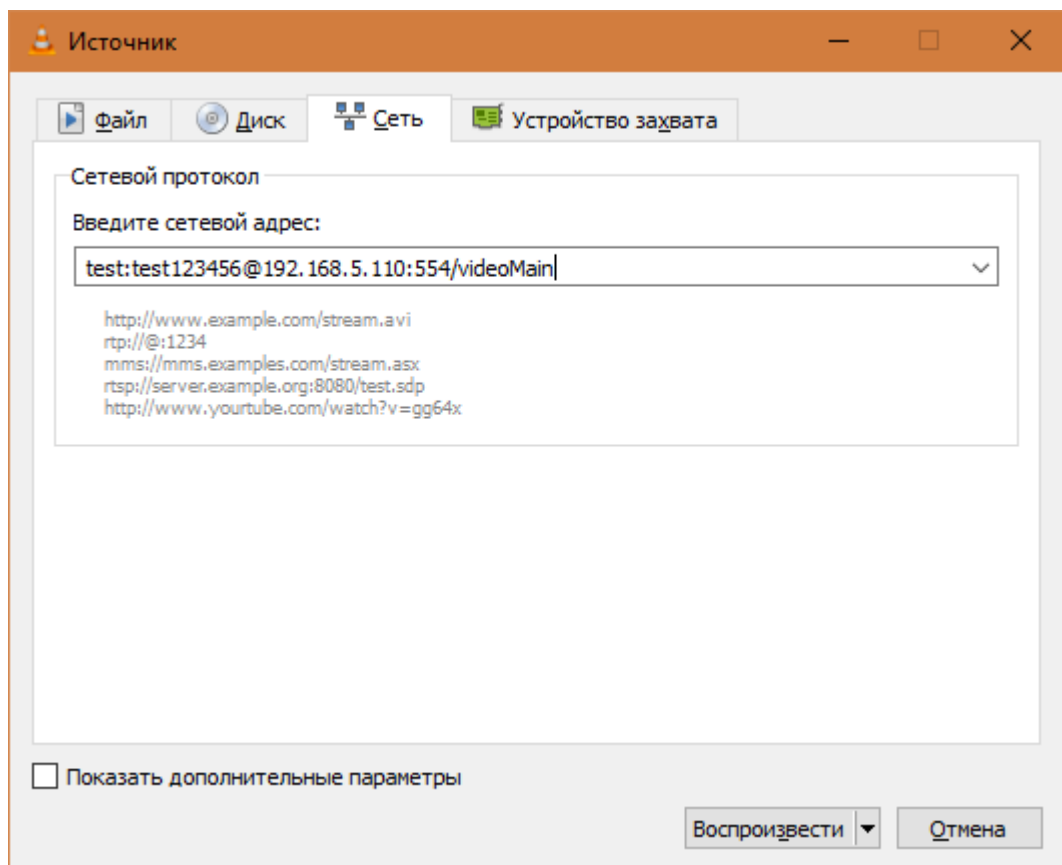 Источник
Файл Диск Сеть Устройство захвата
Сетевой протокол
Введите сетевой адрес:
test:test123456@192.168.5.110:554/videoMain
http://www.example.com/stream.avi
rtp://@:1234
mms://mms.examples.com/stream.asx
rtsp://server.example.org:8080/test.sdp
http://www.yourtube.com/watch?v=gg64x
Показать дополнительные параметры
Воспроизвести Отмена